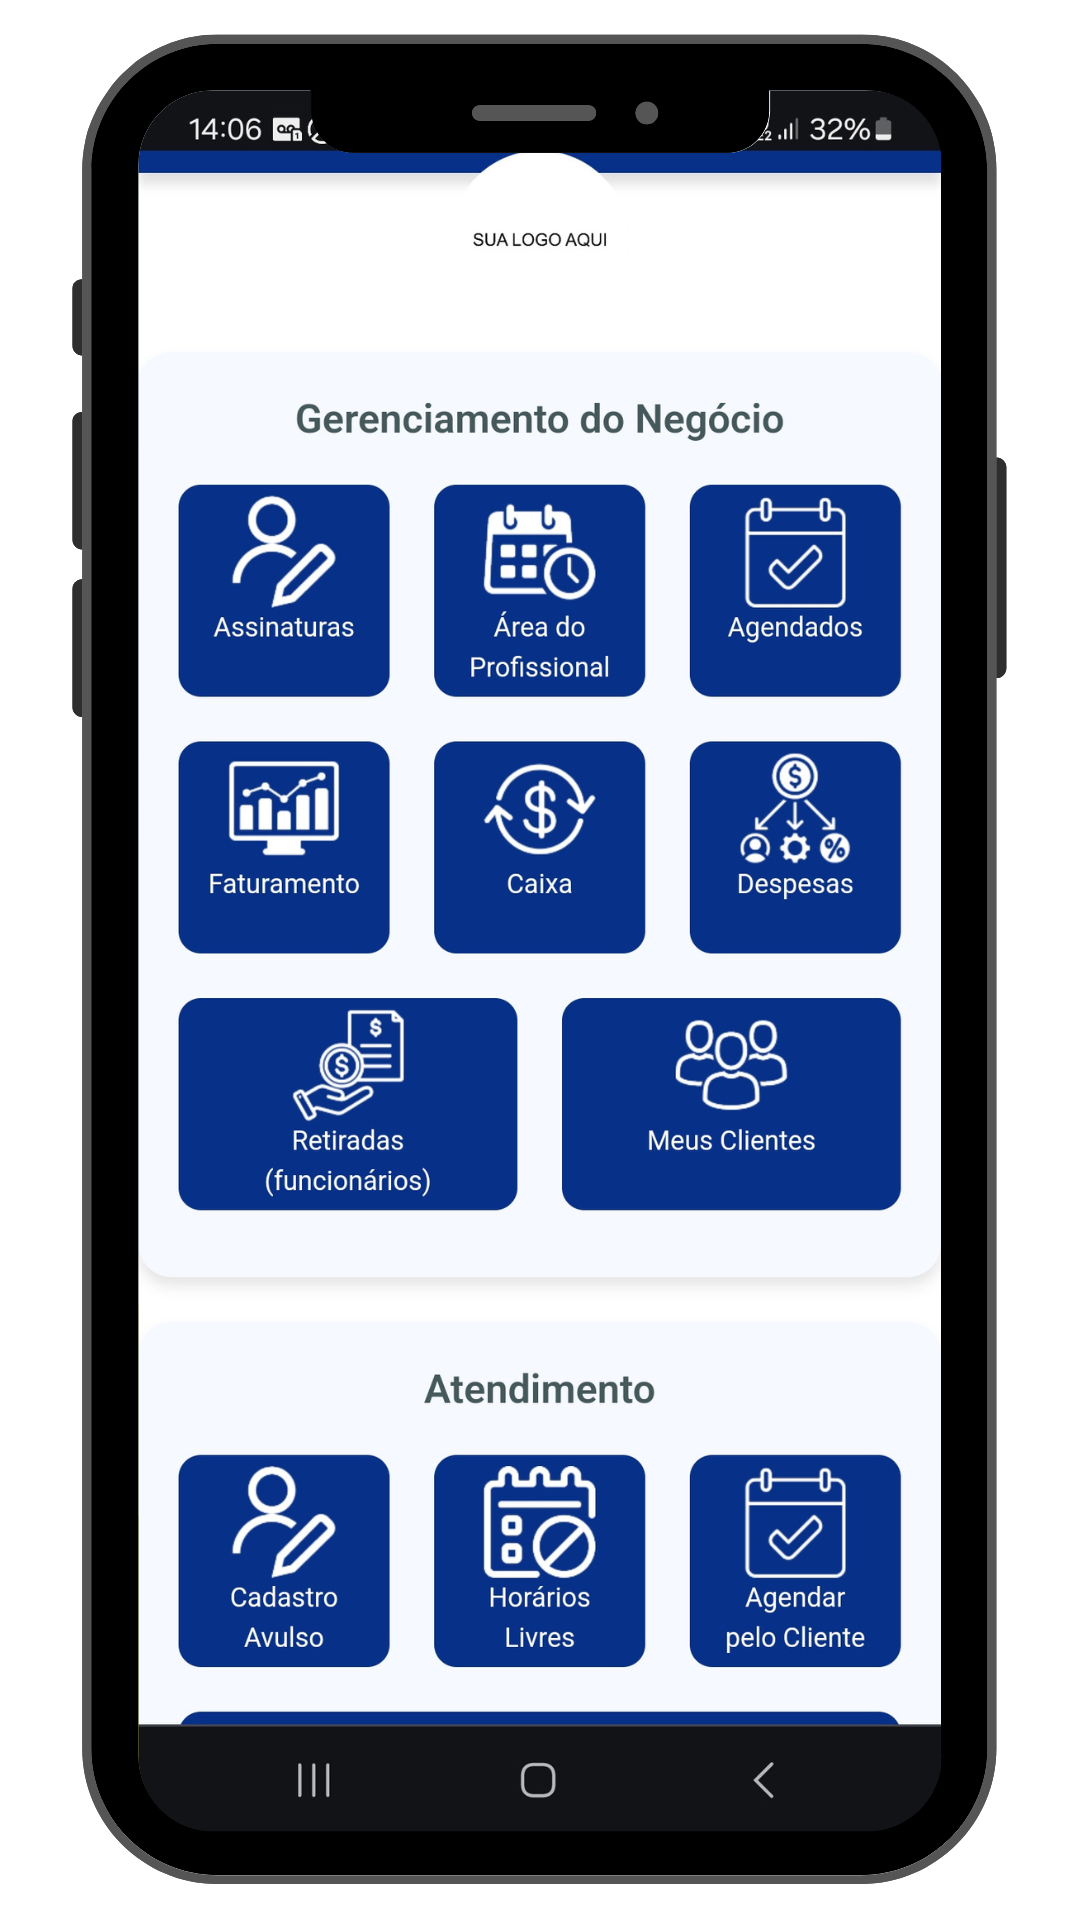 14:06
32%
SUA LOGO AQUI
Gerenciamento do Negócio
Assinaturas
Área do
Profissional
Agendados
Faturamento
Caixa
Despesas
Retiradas
(funcionários)
Meus Clientes
Atendimento
Cadastro
Avulso
Horários
Livres
Agendar
pelo Cliente